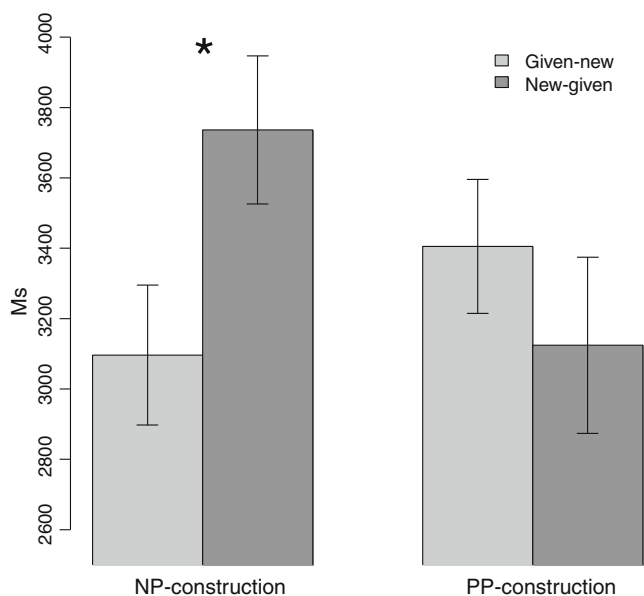 4000
*
Given-new
3800
New-given
3600
3400
Ms
3200
3000
2800
2600
NP-construction
PP-construction